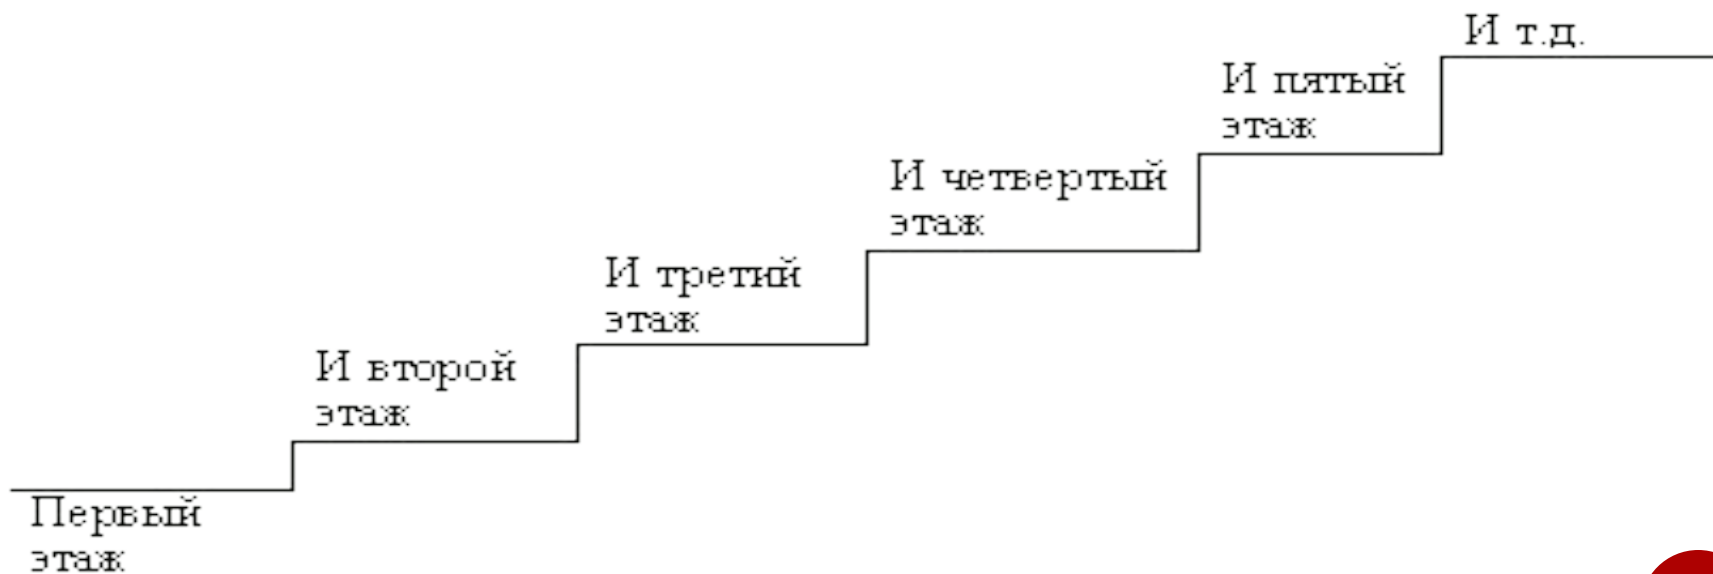 И т.д.
И пятый
этаж
И четвертый
этаж
И третий
этаж
И второй
этаж
Первый
этаж